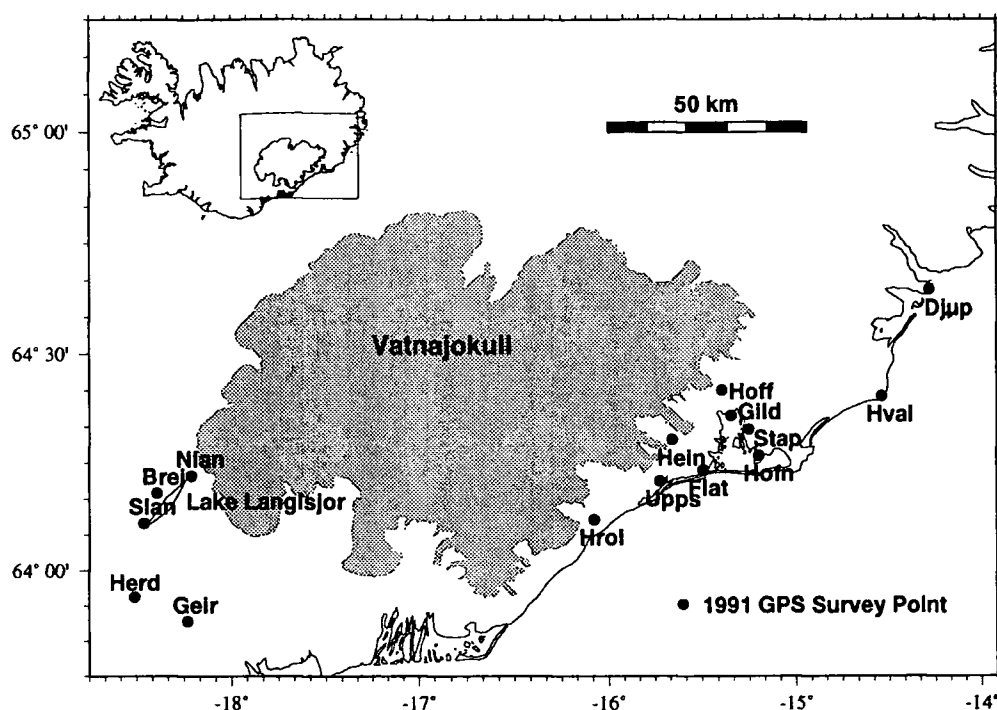 50 km
65° 00'
Djup
Vatnajokull
64° 30'
Hoff
Gild
Hval
Stap
Hein
Hofn
Nlan
Flat
Brei
Upps
Lake Langisjor
Slan
Hrol
64° 00'
Herd
Geir
1991 GPS Survey Point
-18°
-17°
-16°
-15°
-14°